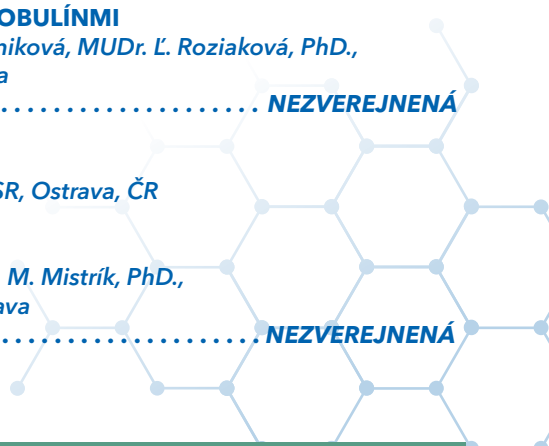 OBULÍNMI
niková, MUDr. Ľ. Roziaková, PhD.,
a
. . . . . . . . . . . . . . . . . . . . . NEZVEREJNENÁ
SR, Ostrava, ČR
M. Mistrík, PhD.,
ava
. . . . . . . . . . . . . . . . . . . . . NEZVEREJNENÁ